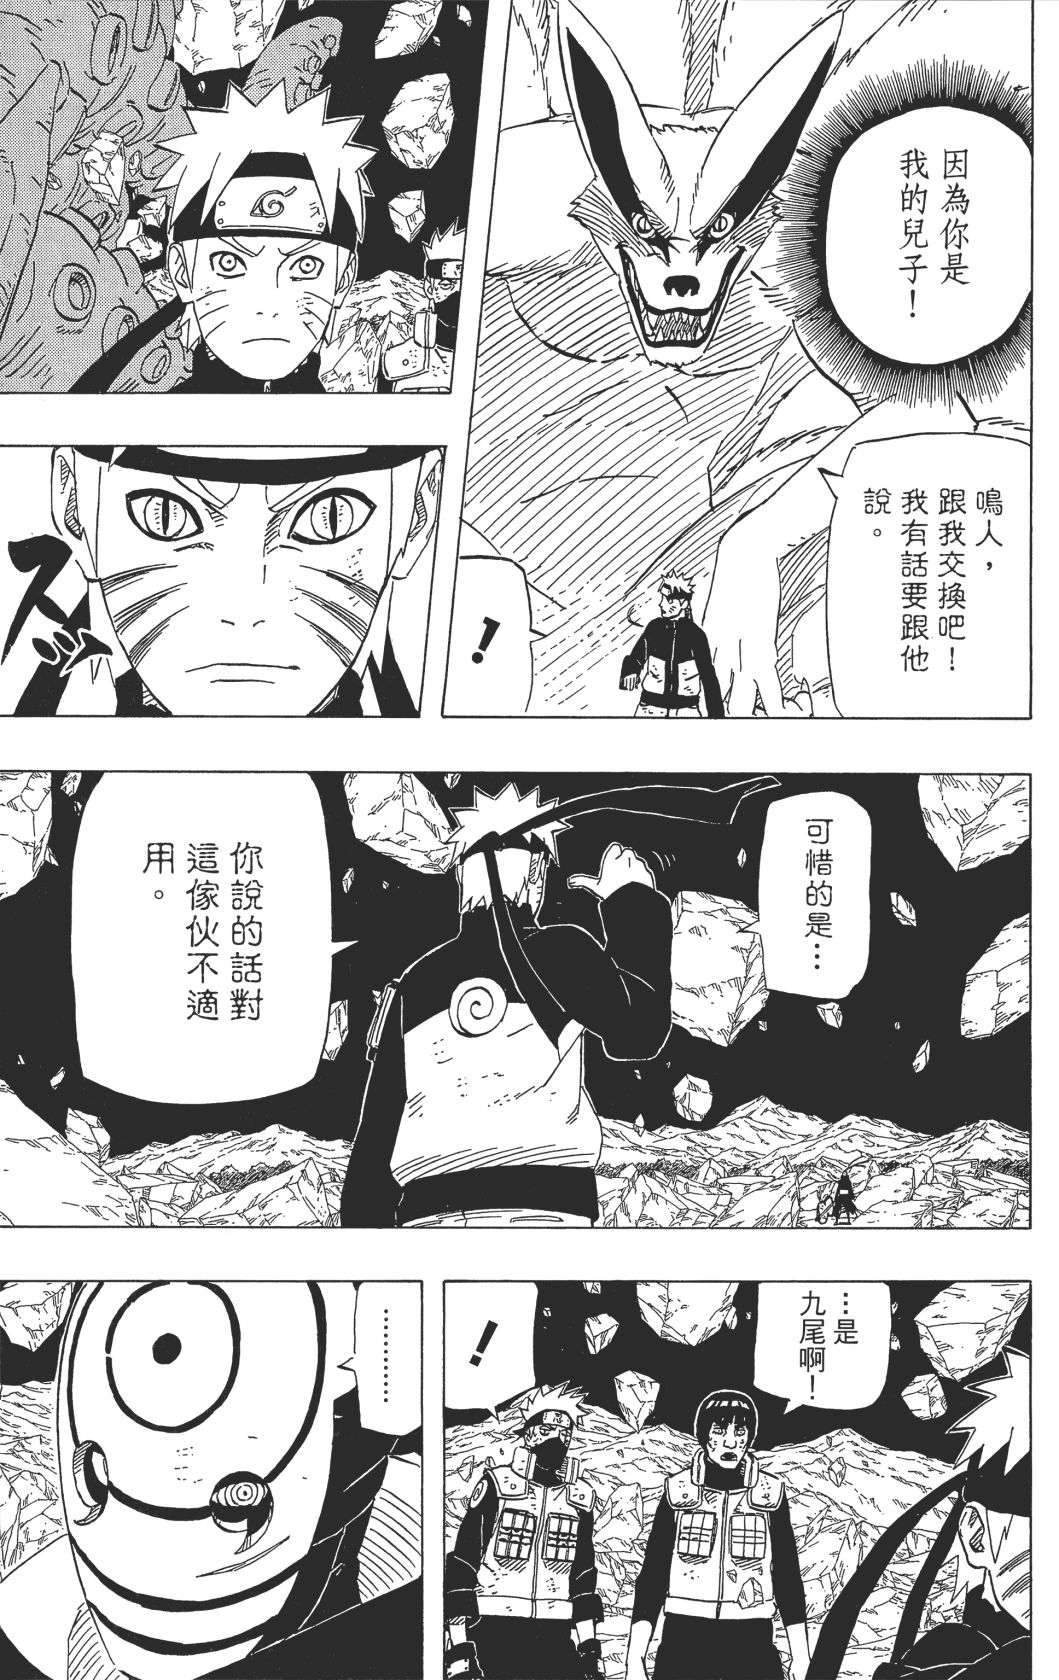 因為你是
我的兒子！
鳴人，
跟我交換吧！
我有話要跟他
說。
！
可惜的是…
你說的話對
這傢伙不適
用。
…是
九尾啊！
！
………